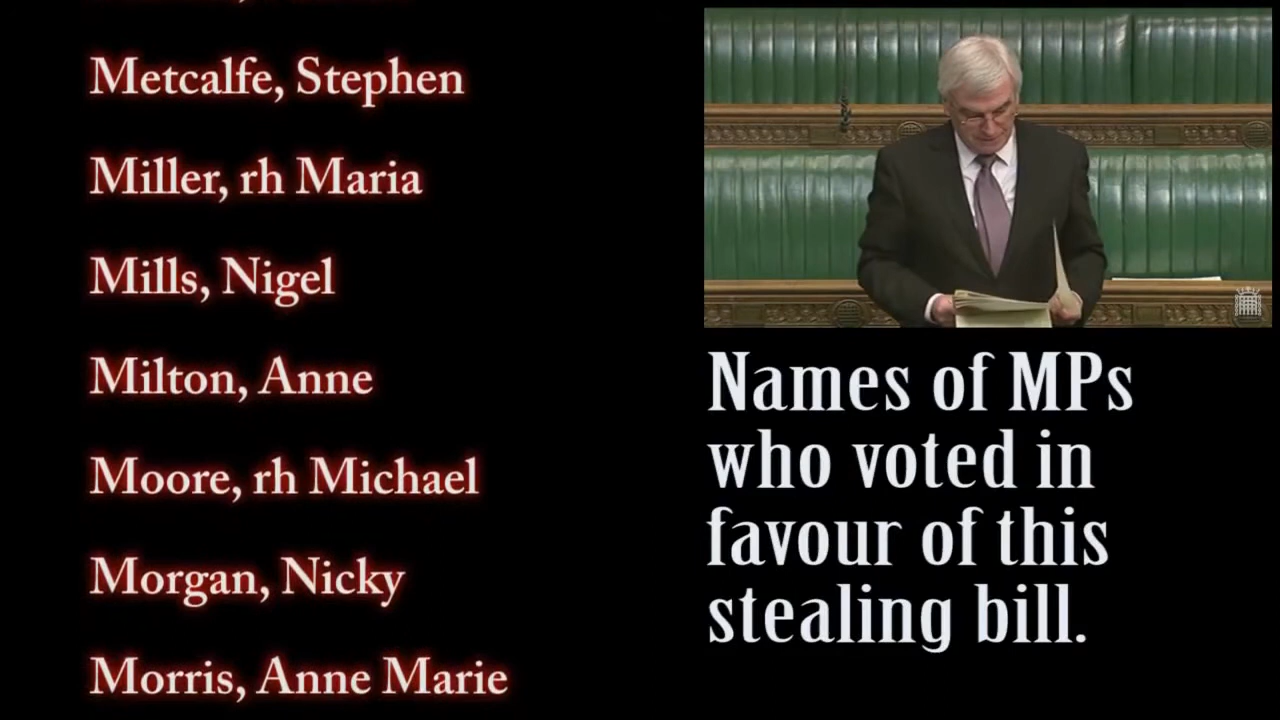 Metcalfe, Stephen
Miller, rh Maria
Mills, Nigel
Milton, Anne
Moore, rh Michael
Morgan, Nicky
Morris, Anne Marie
Names of MPs
who voted in
favour of this
stealing bill.